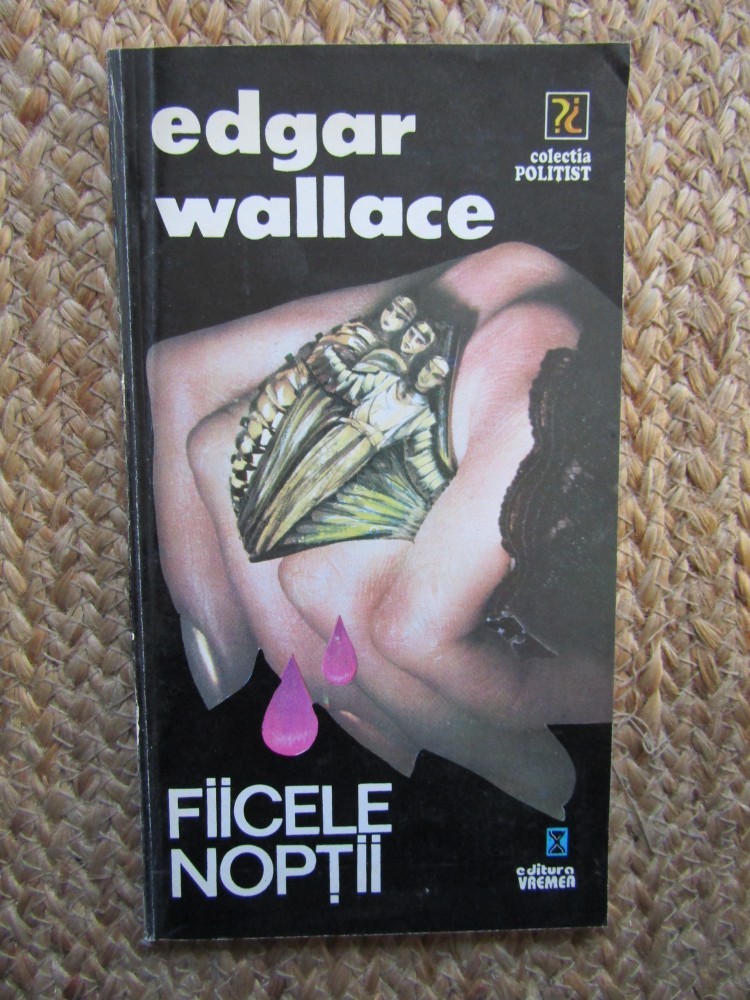 edgar
wallace
??
colectia
POLIȚIST
FiiCELE
NOPȚii
editura
VREMEA